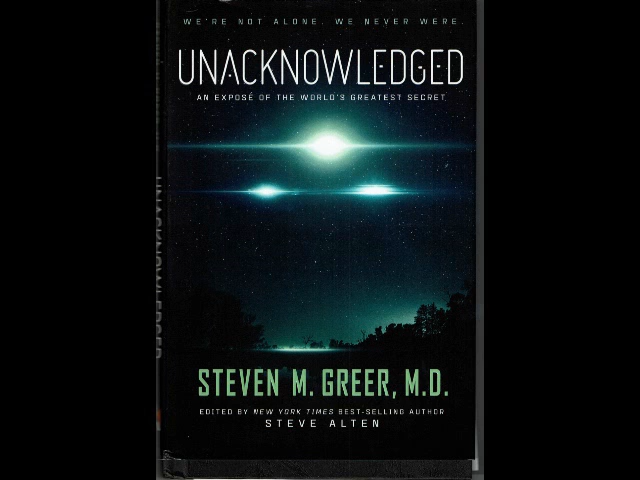 WE'RE NOT ALONE. WE NEVER WERE.
UNACKNOWLEDGED
AN EXPOSÉ OF THE WORLD'S GREATEST SECRET
UNACKNOWLEDGED
STEVEN M. GREER, M.D.
EDITED BY NEW YORK TIMES BEST-SELLING AUTHOR
STEVE ALTEN